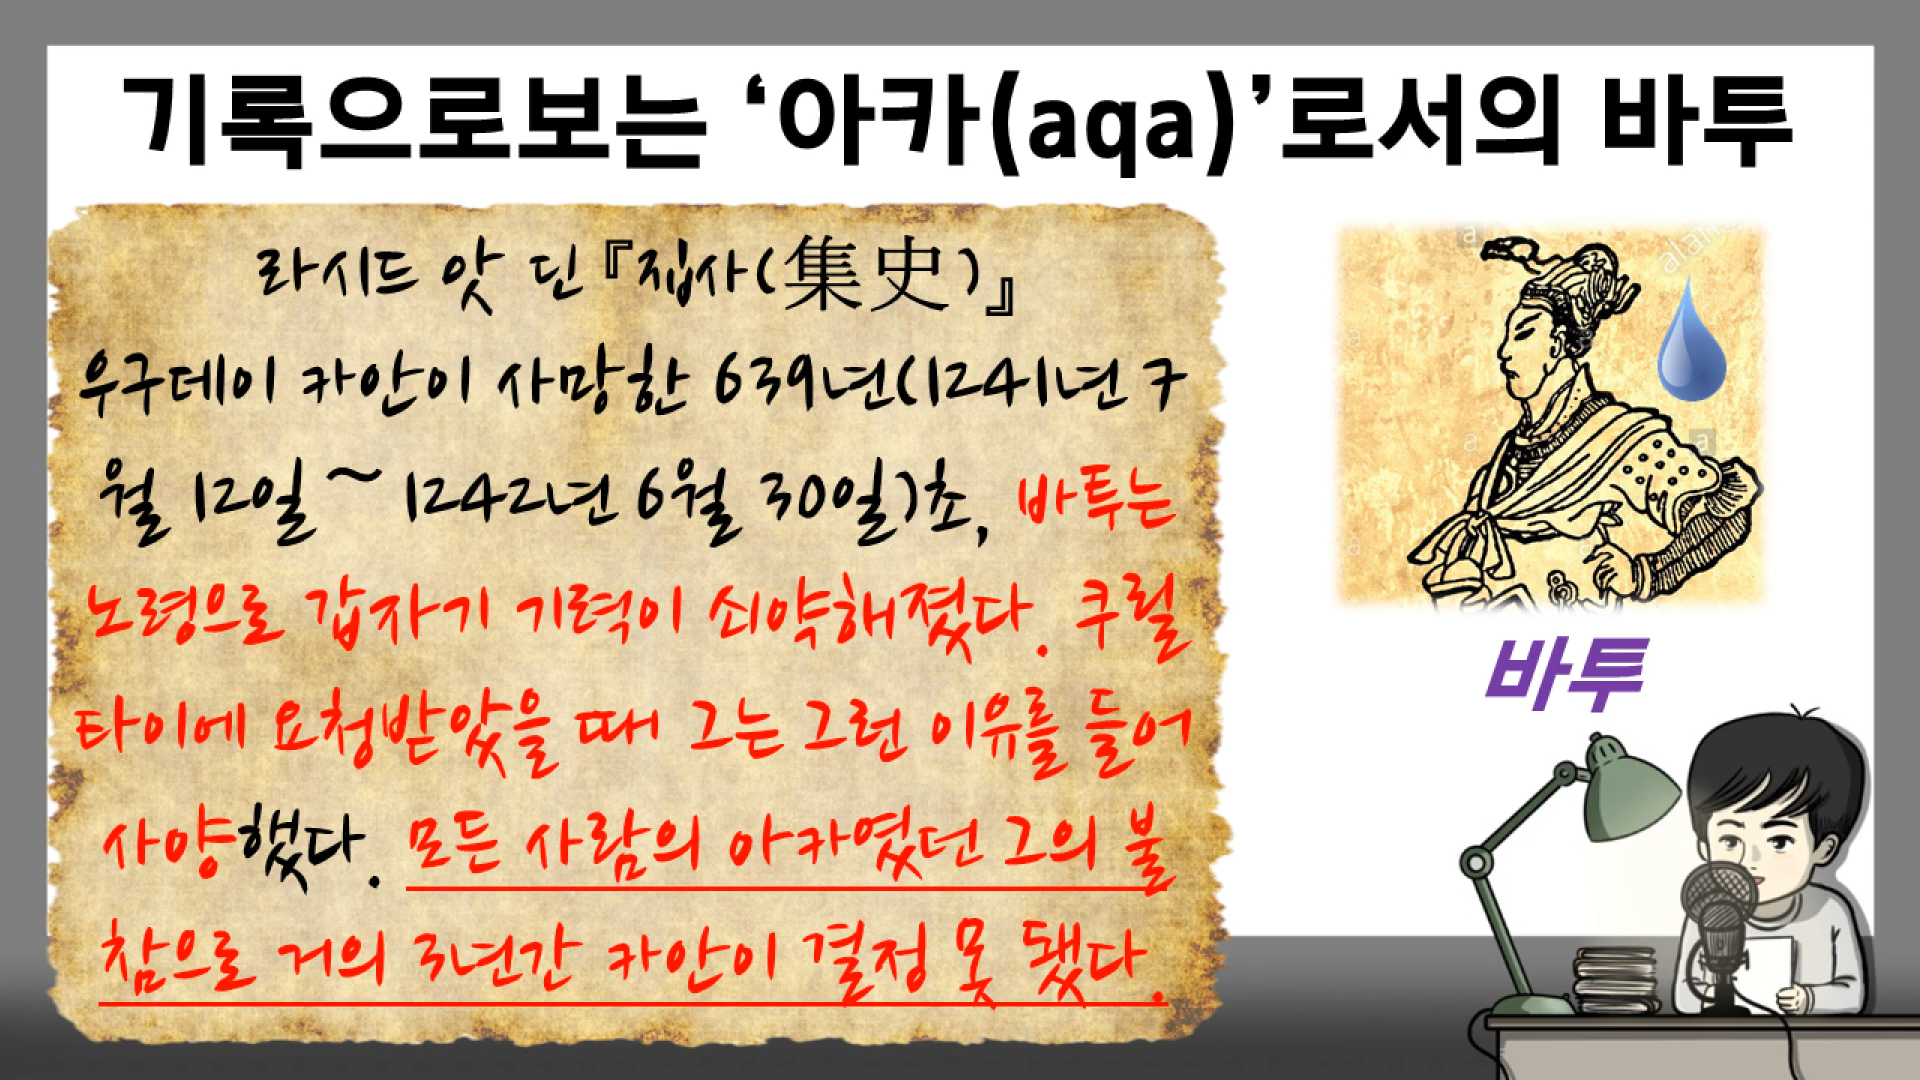 기록으로보는 ‘아카(aqa)’로서의 바투
라시드 앗 딘『집사(集史)』
우구데이 카안이 사망한 639년(1241년 7
월 12일 ~ 1242년 6월 30일)초, 바투는
노령으로 갑자기 기력이 쇠약해졌다. 쿠릴
타이에 요청받았을 때 그는 그런 이유를 들어
사양했다. 모든 사람의 아카였던 그의 불
참으로 거의 3년간 카안이 결정 못 됐다.
alam
a
a
a
바투